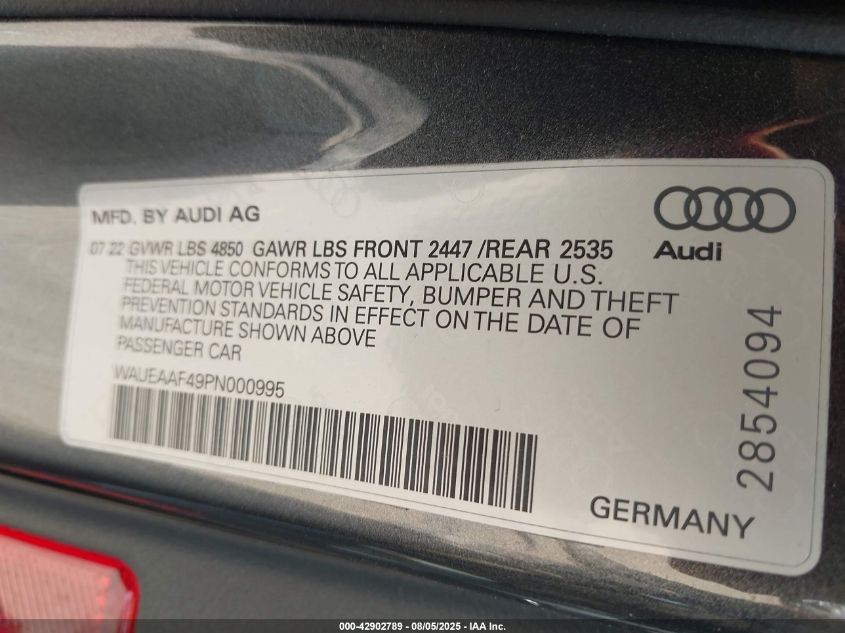 MFD. BY AUDI AG
Audi
07 22 GVWR LBS 4850 GAWR LBS FRONT 2447 /REAR 2535
THIS VEHICLE CONFORMS TO ALL APPLICABLE U.S.
FEDERAL MOTOR VEHICLE SAFETY, BUMPER AND THEFT
PREVENTION STANDARDS IN EFFECT ON THE DATE OF
MANUFACTURE SHOWN ABOVE
PASSENGER CAR
WAUEAAF49PN000995
2854094
GERMANY
000-42902789 - 08/05/2025 - IAA Inc.